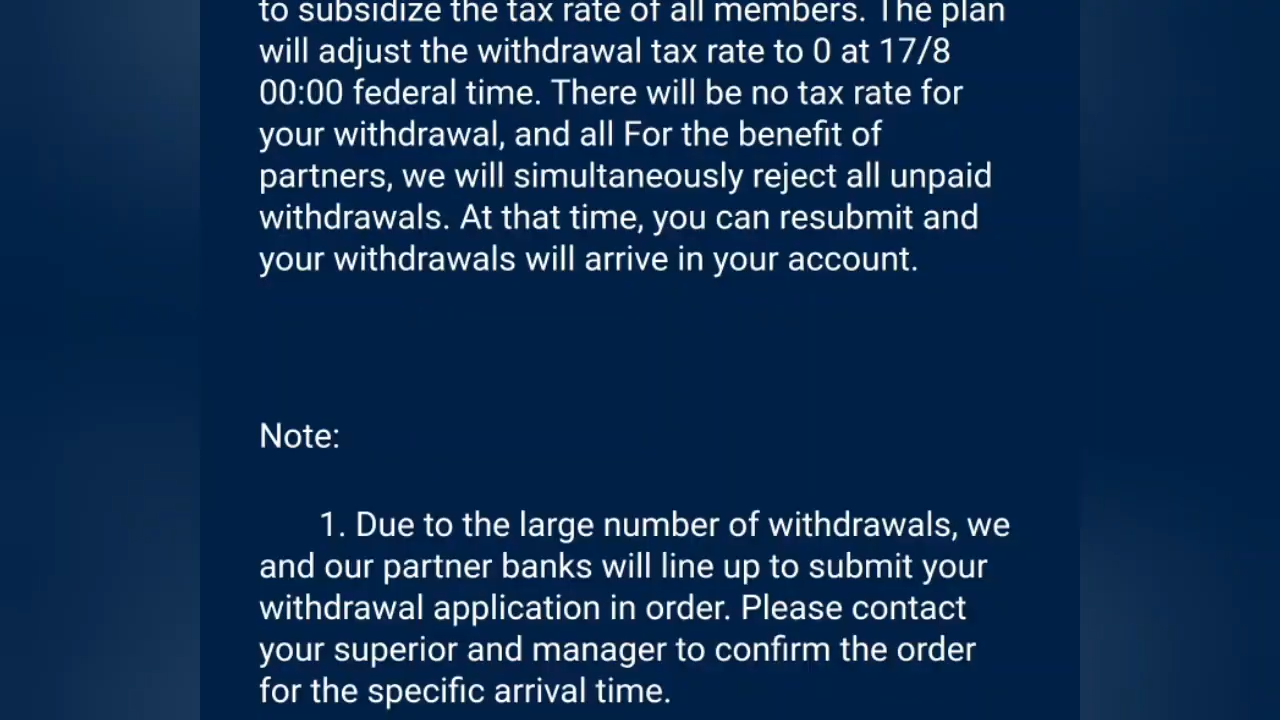 to subsidize the tax rate of all members. The plan
will adjust the withdrawal tax rate to 0 at 17/8
00:00 federal time. There will be no tax rate for
your withdrawal, and all For the benefit of
partners, we will simultaneously reject all unpaid
withdrawals. At that time, you can resubmit and
your withdrawals will arrive in your account.
Note:
1. Due to the large number of withdrawals, we
and our partner banks will line up to submit your
withdrawal application in order. Please contact
your superior and manager to confirm the order
for the specific arrival time.